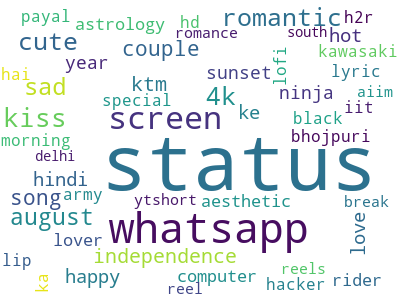 payal
astrology
hd
romantic
h2r
romance
south
hot
cute
couple
lofi
kawasaki
year
sunset
lyric
hai
sad
ktm
4k
ninja
aiim
special
kiss
screen
ke
black
iit
bhojpuri
morning
status
delhi
hindi
army
ytshort
aesthetic
break
song
august
whatsapp
love
lover
independence
lip
happy
computer
reels
ka
reel
hacker
rider